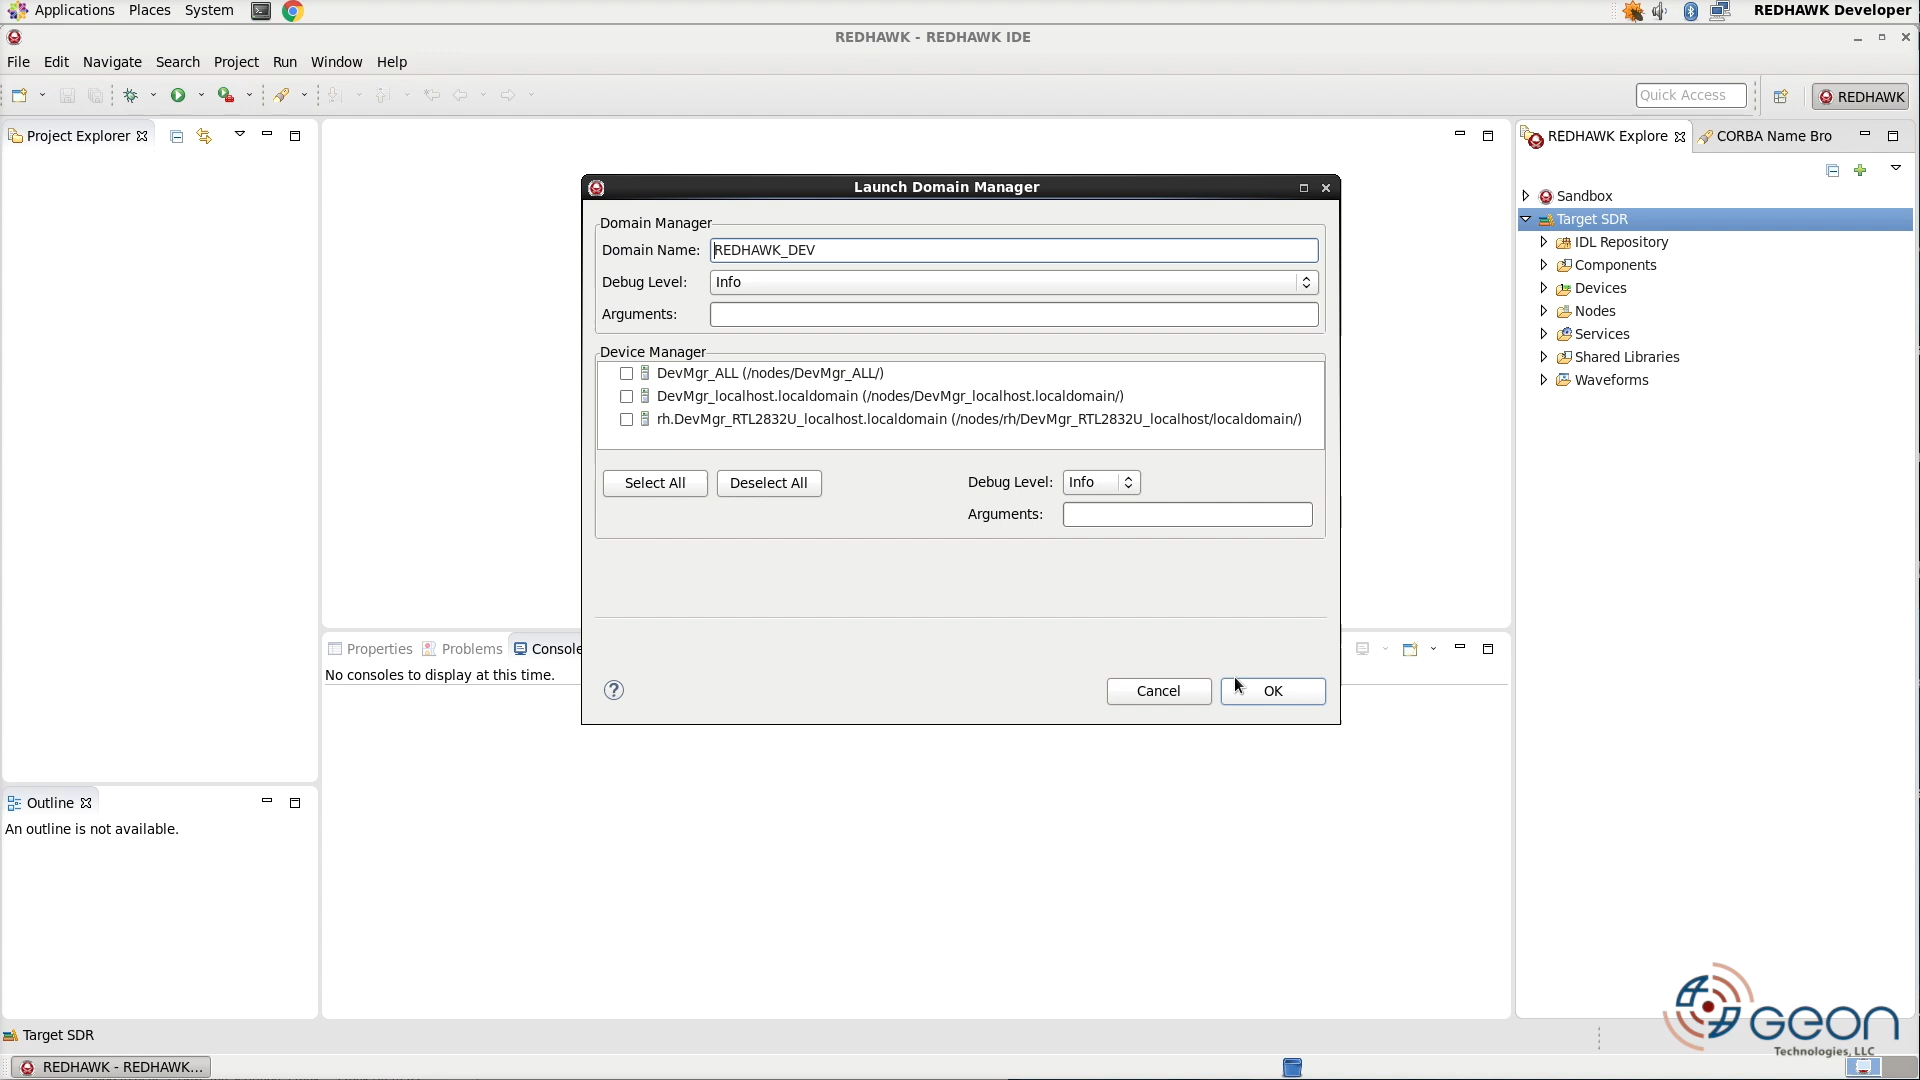 Applications Places System
REDHAWK Developer
REDHAWK - REDHAWK IDE
File Edit Navigate Search Project Run Window Help
Quick Access
REDHAWK
Project Explorer
REDHAWK Explore
CORBA Name Bro
Sandbox
Target SDR
IDL Repository
Components
Devices
Nodes
Services
Shared Libraries
Waveforms
Launch Domain Manager
Domain Manager
Domain Name: REDHAWK_DEV
Debug Level: Info
Arguments:
Device Manager
DevMgr_ALL (/nodes/DevMgr_ALL/)
DevMgr_localhost.localdomain (/nodes/DevMgr_localhost.localdomain/)
rh.DevMgr_RTL2832U_localhost.localdomain (/nodes/rh/DevMgr_RTL2832U_localhost/localdomain/)
Select All Deselect All
Debug Level: Info
Arguments:
Cancel OK
Properties Problems Console
No consoles to display at this time.
Outline
An outline is not available.
Target SDR
REDHAWK - REDHAWK...
Geon
Technologies, LLC